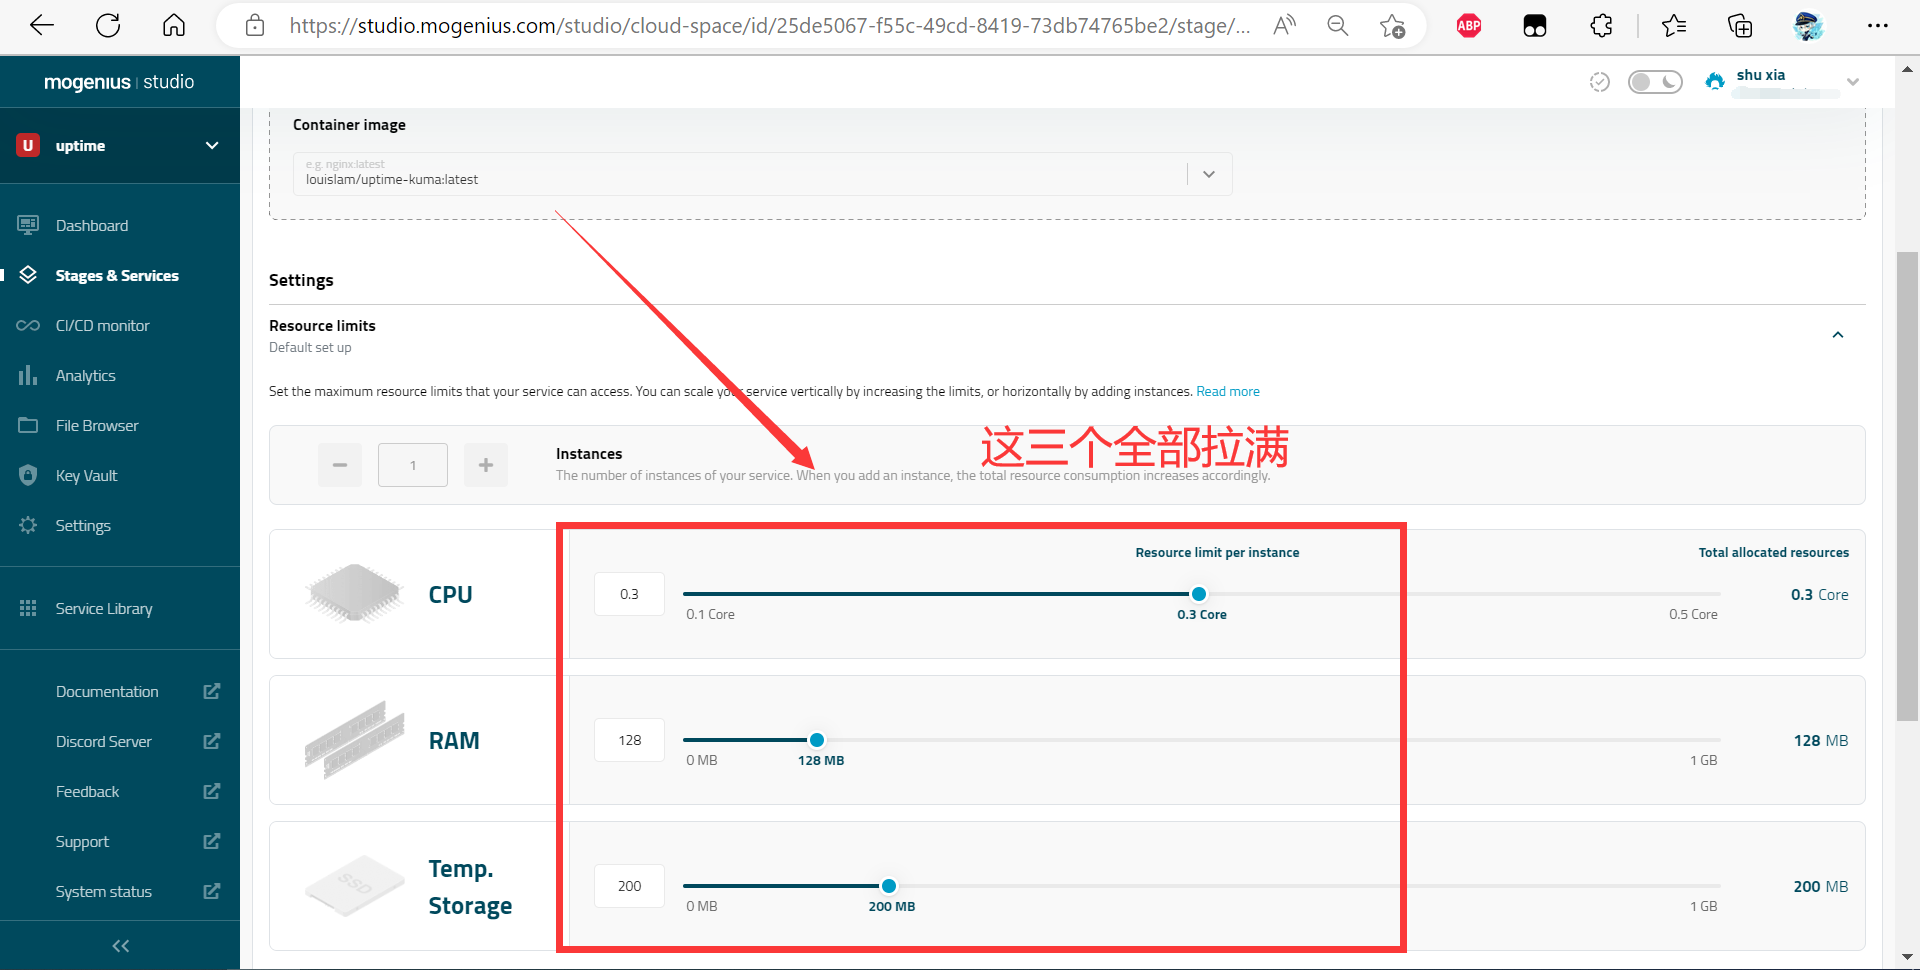 https://studio.mogenius.com/studio/cloud-space/id/25de5067-f55c-49cd-8419-73db74765be2/stage/...
ABP
mogenius | studio
shu xia
U uptime
Dashboard
Stages & Services
CI/CD monitor
Analytics
File Browser
Key Vault
Settings
Service Library
Documentation
Discord Server
Feedback
Support
System status
Container image
e.g. nginx:latest
louislam/uptime-kuma:latest
Settings
Resource limits
Default set up
Set the maximum resource limits that your service can access. You can scale your service vertically by increasing the limits, or horizontally by adding instances. Read more
这三个全部拉满
1
Instances
The number of instances of your service. When you add an instance, the total resource consumption increases accordingly.
Resource limit per instance
Total allocated resources
CPU
0.3
0.1 Core
0.3 Core
0.5 Core
0.3 Core
RAM
128
0 MB
128 MB
1 GB
128 MB
SSD
Temp.
Storage
200
0 MB
200 MB
1 GB
200 MB